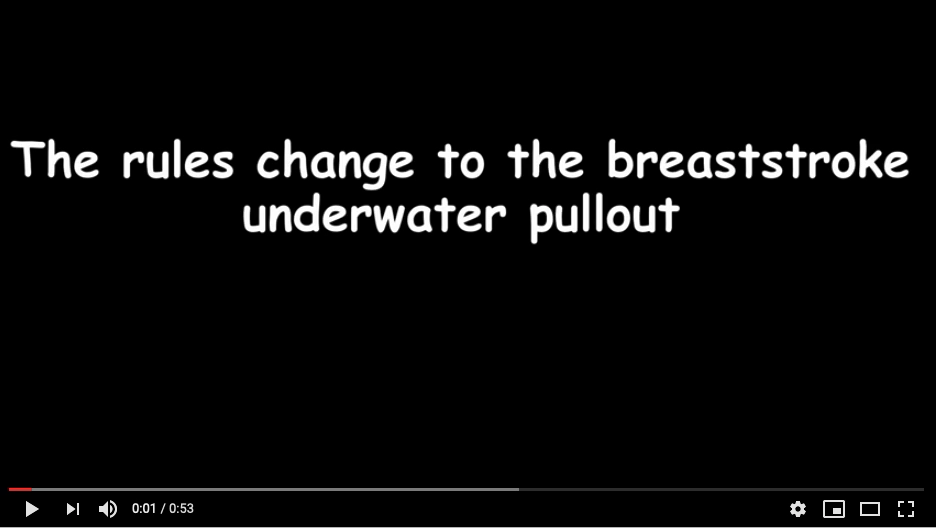 The rules change to the breaststroke
underwater pullout
0:01 / 0:53